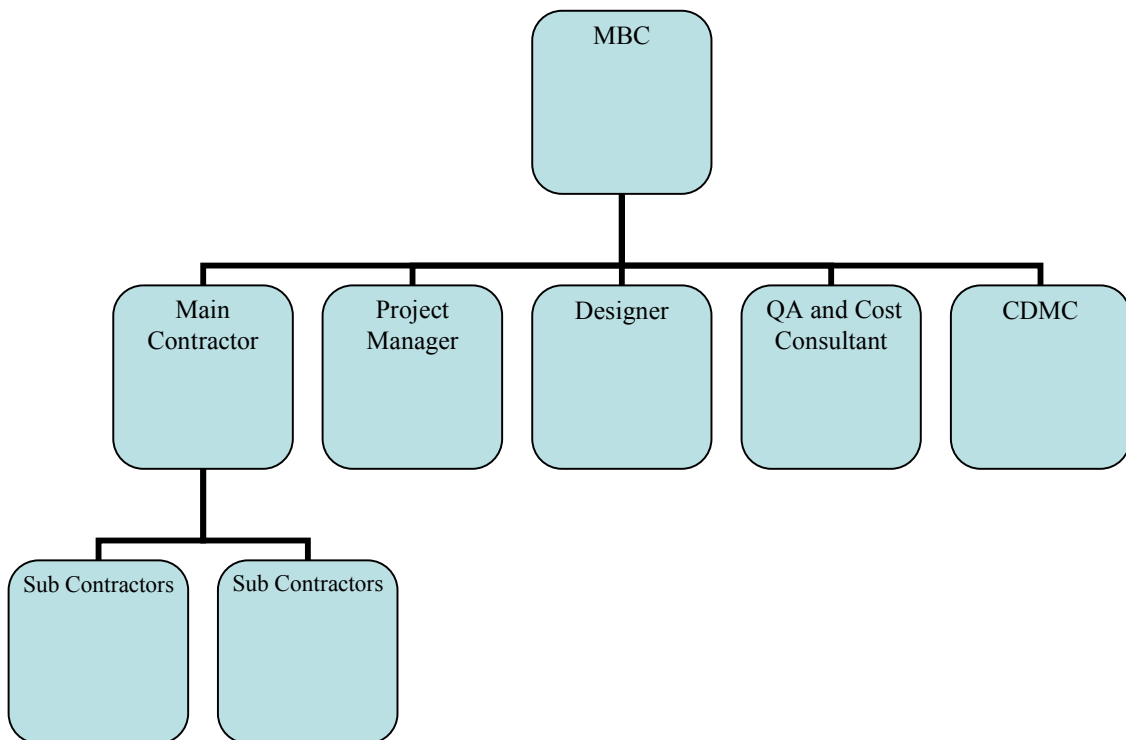 MBC
Main
Contractor
Project
Manager
Designer
QA and Cost
Consultant
CDMC
Sub Contractors
Sub Contractors